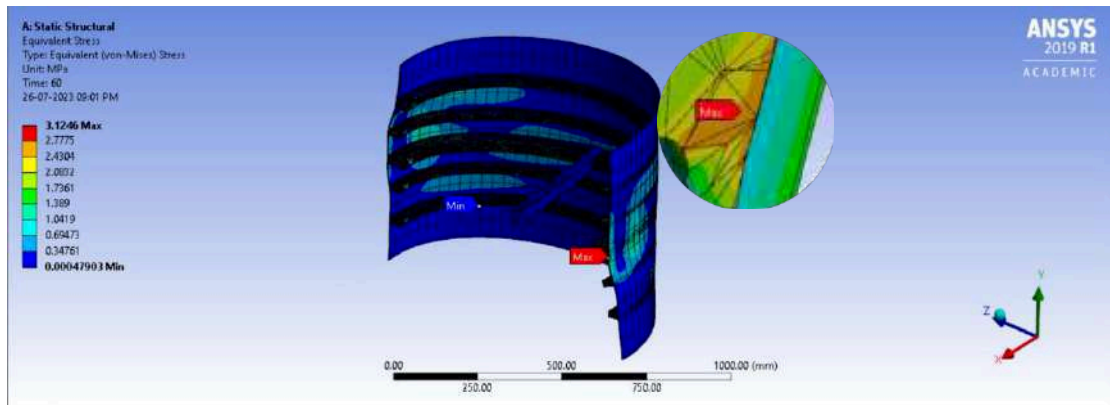 A: Static Structural
Equivalent Stress
Type: Equivalent (von-Mises) Stress
Unit: MPa
Time: 60
26-07-2023 09:01 PM
3.1246 Max
2.7775
2.4304
2.0832
1.7361
1.389
1.0419
0.69473
0.34761
0.00047903 Min
ANSYS
2019 R1
ACADEMIC
Max
Min
Max
Y
Z
X
0.00 500.00 1000.00 (mm)
250.00 750.00